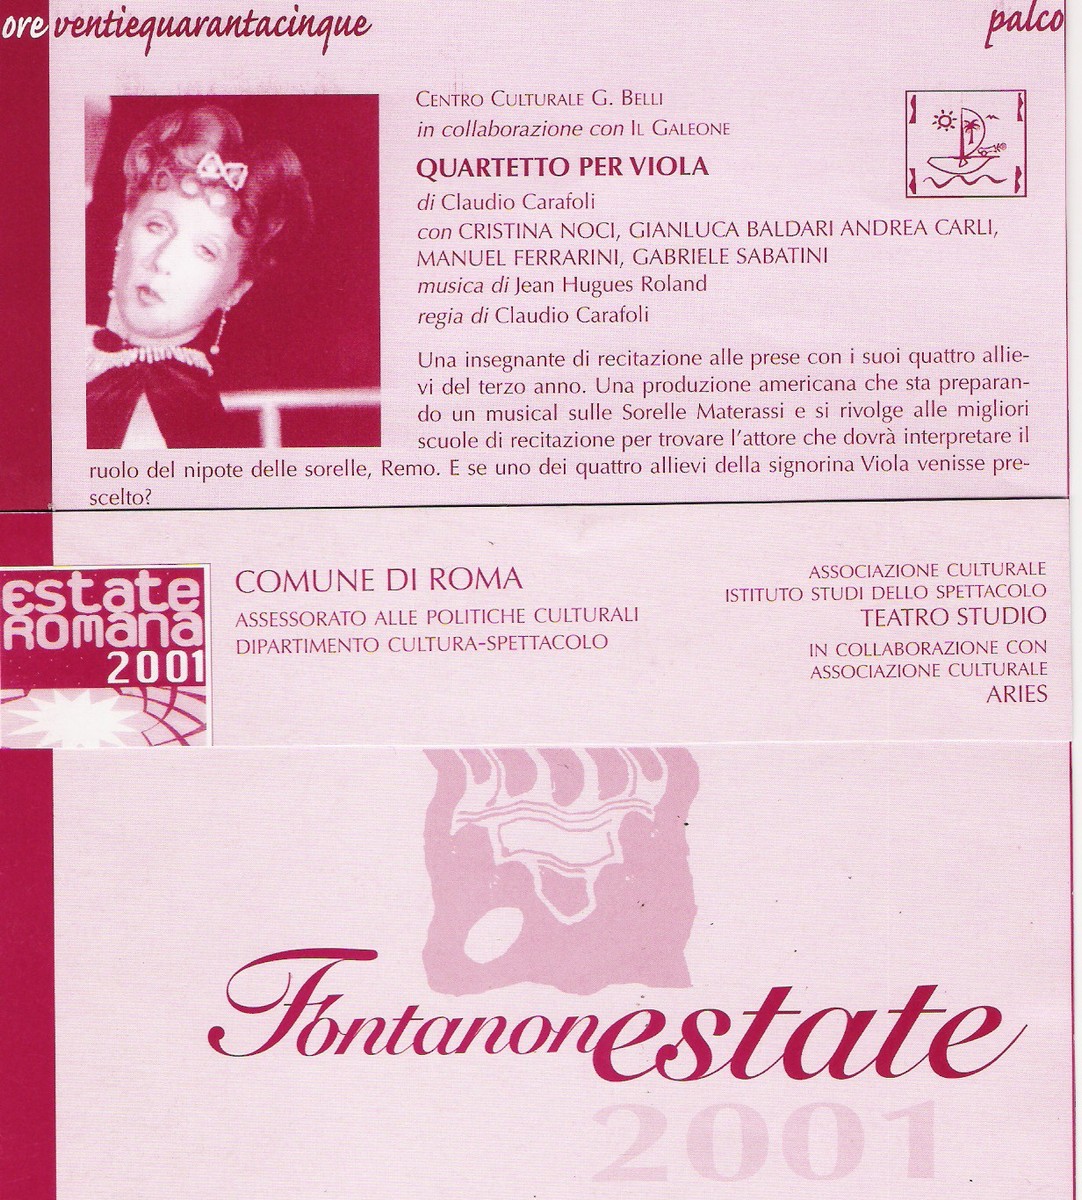 ore ventiequarantacinque
palco
CENTRO CULTURALE G. BELLI
in collaborazione con IL GALEONE
QUARTETTO PER VIOLA
di Claudio Carafoli
con CRISTINA NOCI, GIANLUCA BALDARI ANDREA CARLI,
MANUEL FERRARINI, GABRIELE SABATINI
musica di Jean Hugues Roland
regia di Claudio Carafoli
Una insegnante di recitazione alle prese con i suoi quattro allie-
vi del terzo anno. Una produzione americana che sta preparan-
do un musical sulle Sorelle Materassi e si rivolge alle migliori
scuole di recitazione per trovare l'attore che dovrà interpretare il
ruolo del nipote delle sorelle, Remo. E se uno dei quattro allievi della signorina Viola venisse pre-
scelto?
estate
ROmana
2001
COMUNE DI ROMA
ASSESSORATO ALLE POLITICHE CULTURALI
DIPARTIMENTO CULTURA-SPETTACOLO
ASSOCIAZIONE CULTURALE
ISTITUTO STUDI DELLO SPETTACOLO
TEATRO STUDIO
IN COLLABORAZIONE CON
ASSOCIAZIONE CULTURALE
ARIES
Fontanonestate
2001